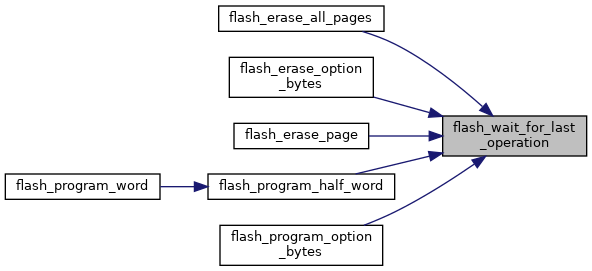 flash_erase_all_pages
flash_erase_option
_bytes
flash_wait_for_last
_operation
flash_erase_page
flash_program_word
flash_program_half_word
flash_program_option
_bytes